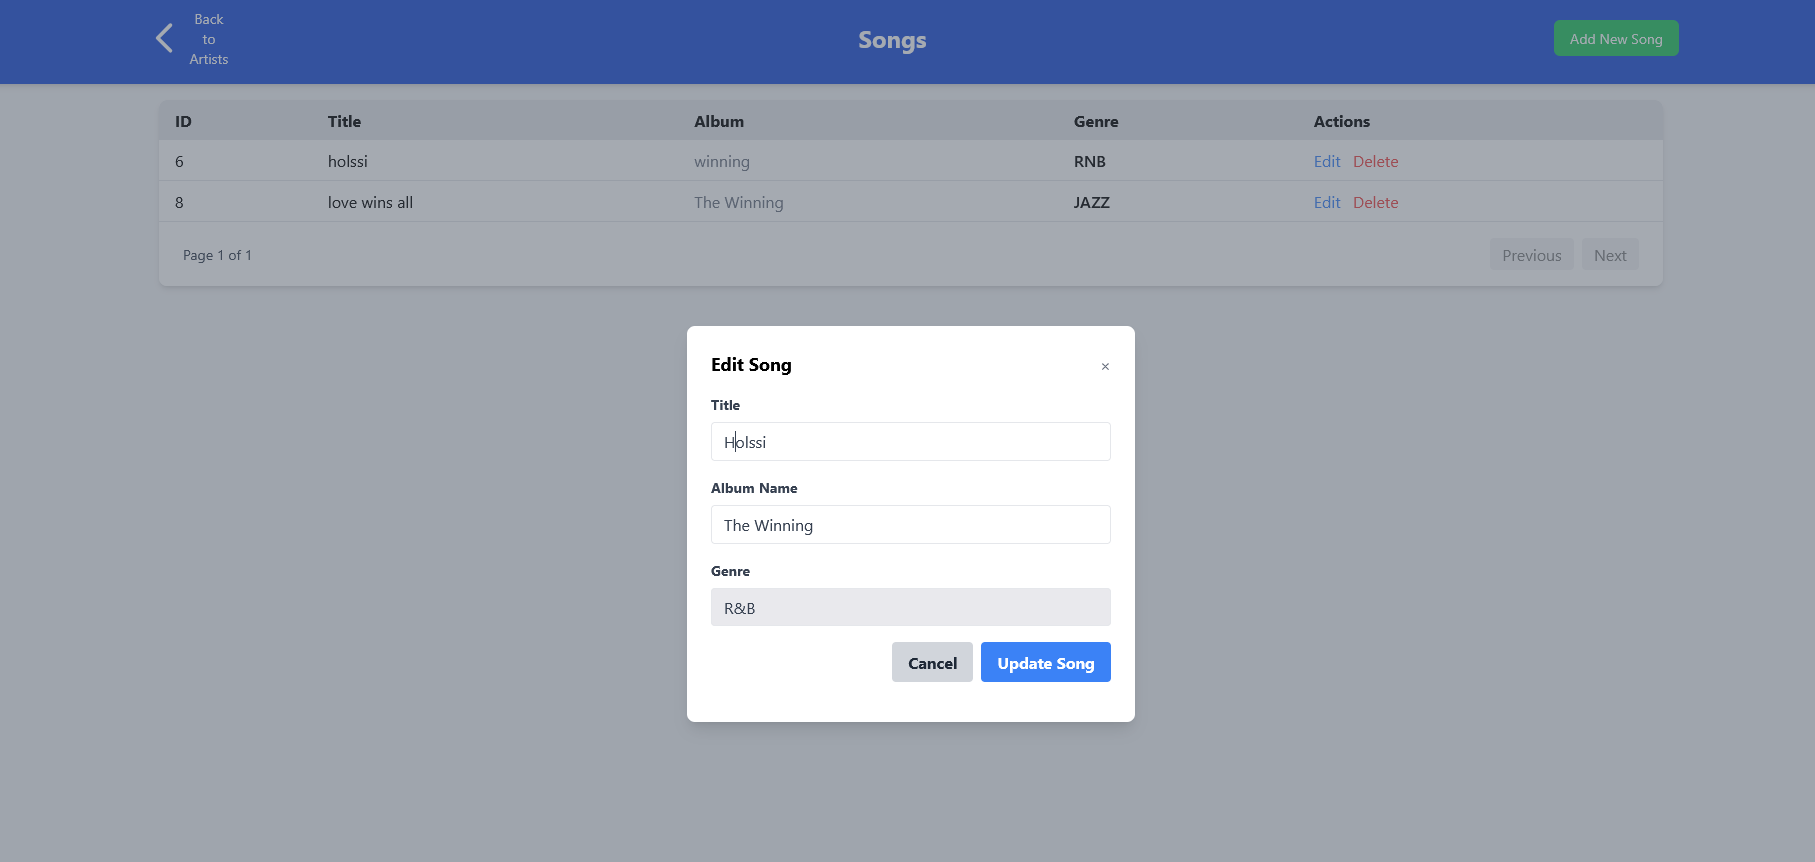 Back
to
Artists
Songs
Add New Song
ID Title Album Genre Actions
6 holssi winning RNB Edit Delete
8 love wins all The Winning JAZZ Edit Delete
Page 1 of 1 Previous Next
Edit Song ×
Title
Holssi
Album Name
The Winning
Genre
R&B
Cancel Update Song